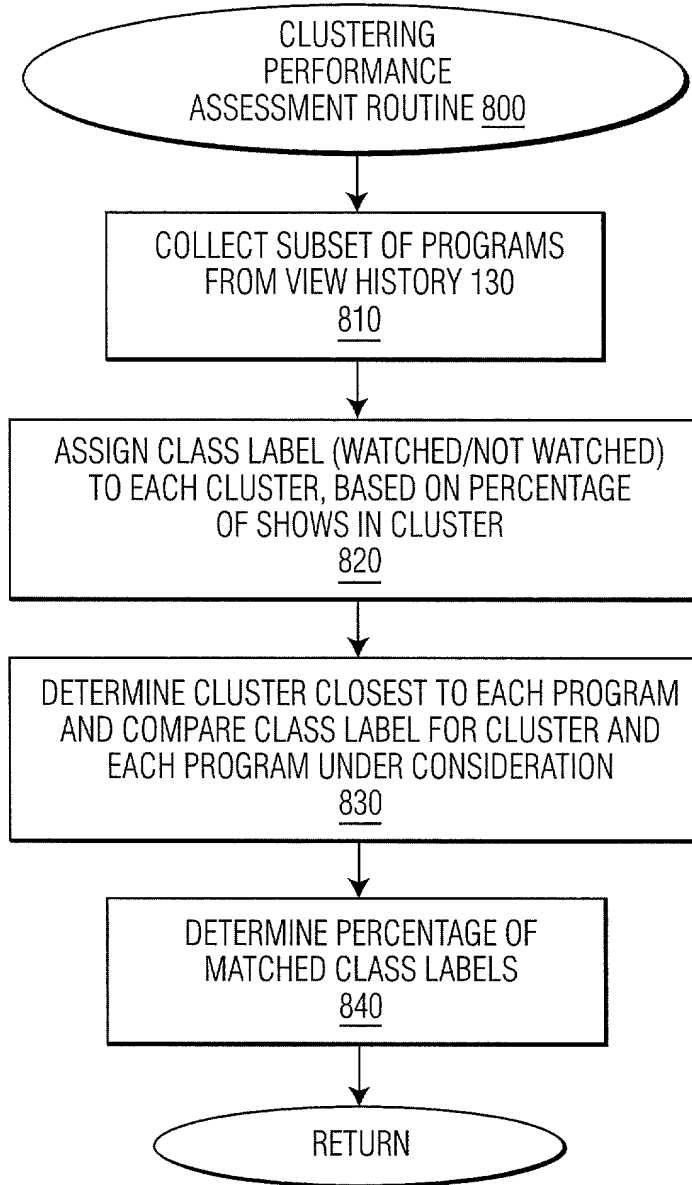 CLUSTERING
PERFORMANCE
ASSESSMENT ROUTINE 800
COLLECT SUBSET OF PROGRAMS
FROM VIEW HISTORY 130
810
ASSIGN CLASS LABEL (WATCHED/NOT WATCHED)
TO EACH CLUSTER, BASED ON PERCENTAGE
OF SHOWS IN CLUSTER
820
DETERMINE CLUSTER CLOSEST TO EACH PROGRAM
AND COMPARE CLASS LABEL FOR CLUSTER AND
EACH PROGRAM UNDER CONSIDERATION
830
DETERMINE PERCENTAGE OF
MATCHED CLASS LABELS
840
RETURN